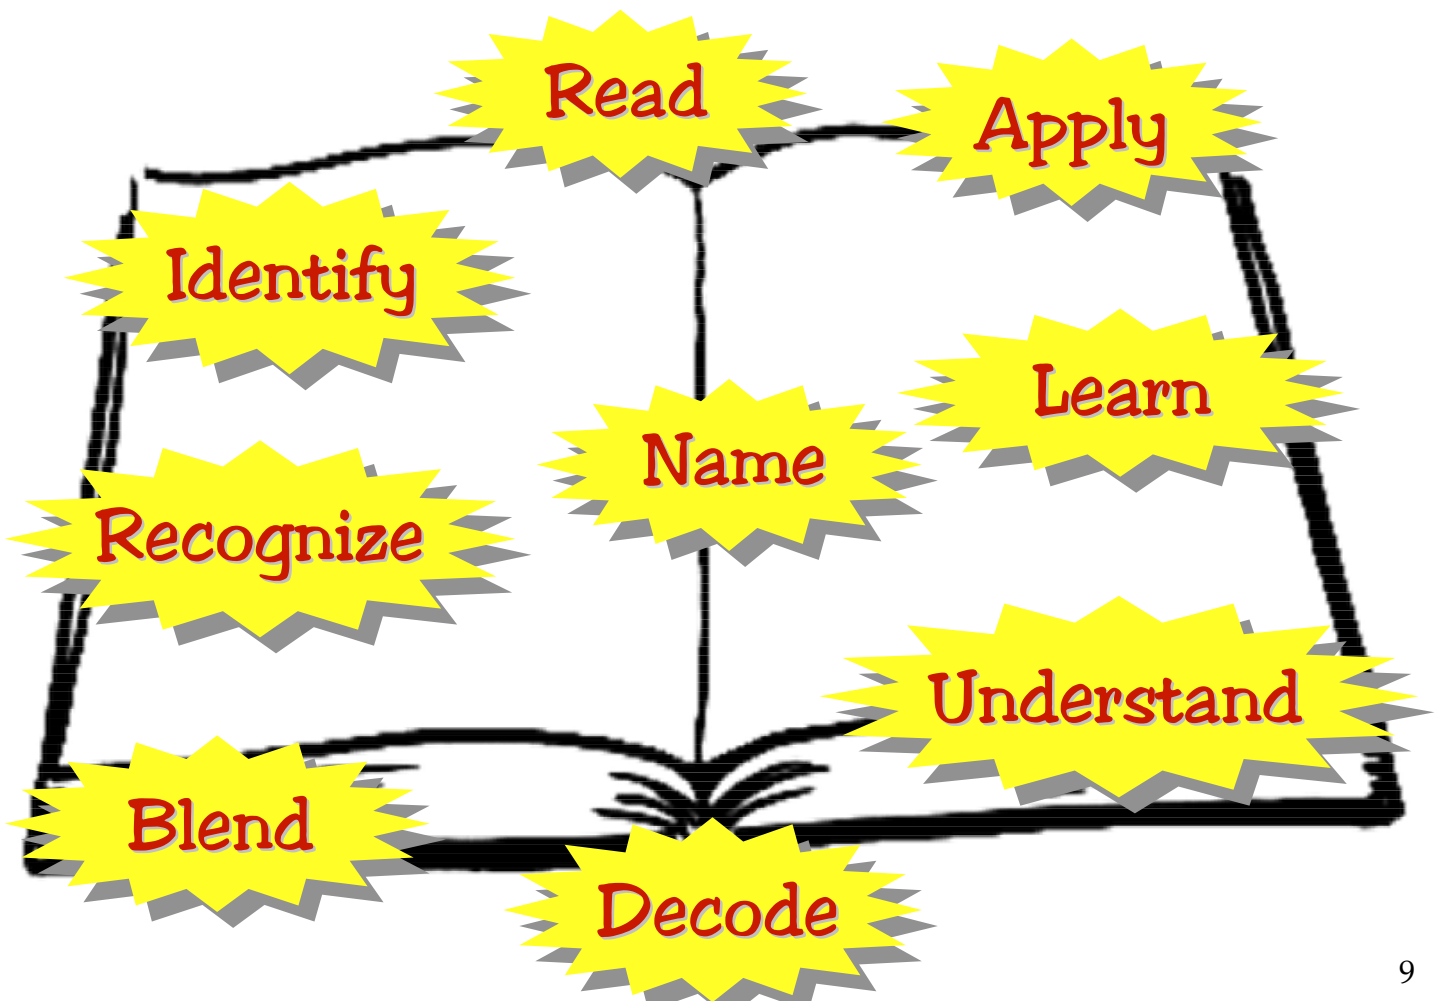 Read
Apply
Identify
Learn
Name
Recognize
Understand
Blend
Decode
9